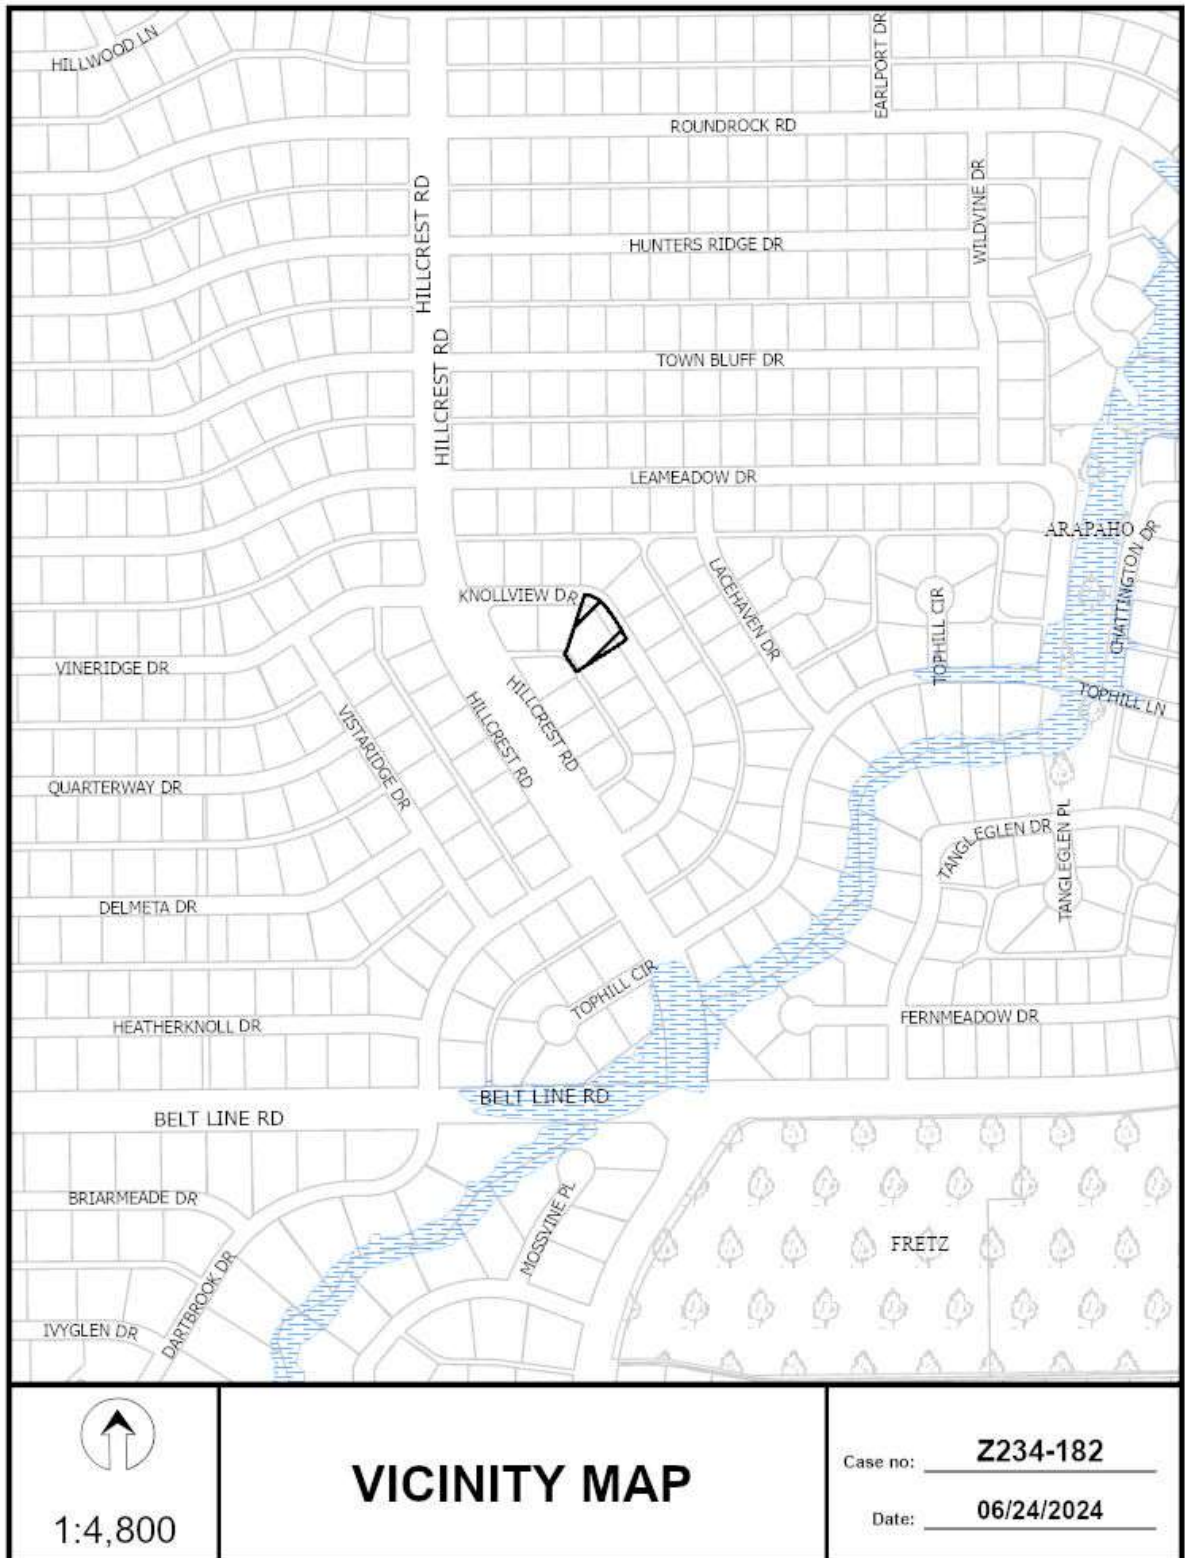 HILLWOOD LN
EARLPORT DR
ROUNDROCK RD
WILDVINE DR
HILLCREST RD
HUNTERS RIDGE DR
HILLCREST RD
TOWN BLUFF DR
LEAMEADOW DR
ARAPAHO
CHATTINGTON DR
KNOLLVIEW DR
LACEHAVEN DR
TOPHILL CIR
VINERIDGE DR
TOPHILL LN
HILLCREST RD
HILLCREST RD
VISTARIDGE DR
QUARTERWAY DR
TANGLEGLEN DR
TANGLEGLEN PL
DELMETA DR
TOPHILL CIR
HEATHERKNOLL DR
FERNMEADOW DR
BELT LINE RD
BELT LINE RD
BRIARMEADE DR
MOSSVINE PL
FRETZ
DARTBROOK DR
IVYGLEN DR
1:4,800
VICINITY MAP
Case no: Z234-182
Date: 06/24/2024